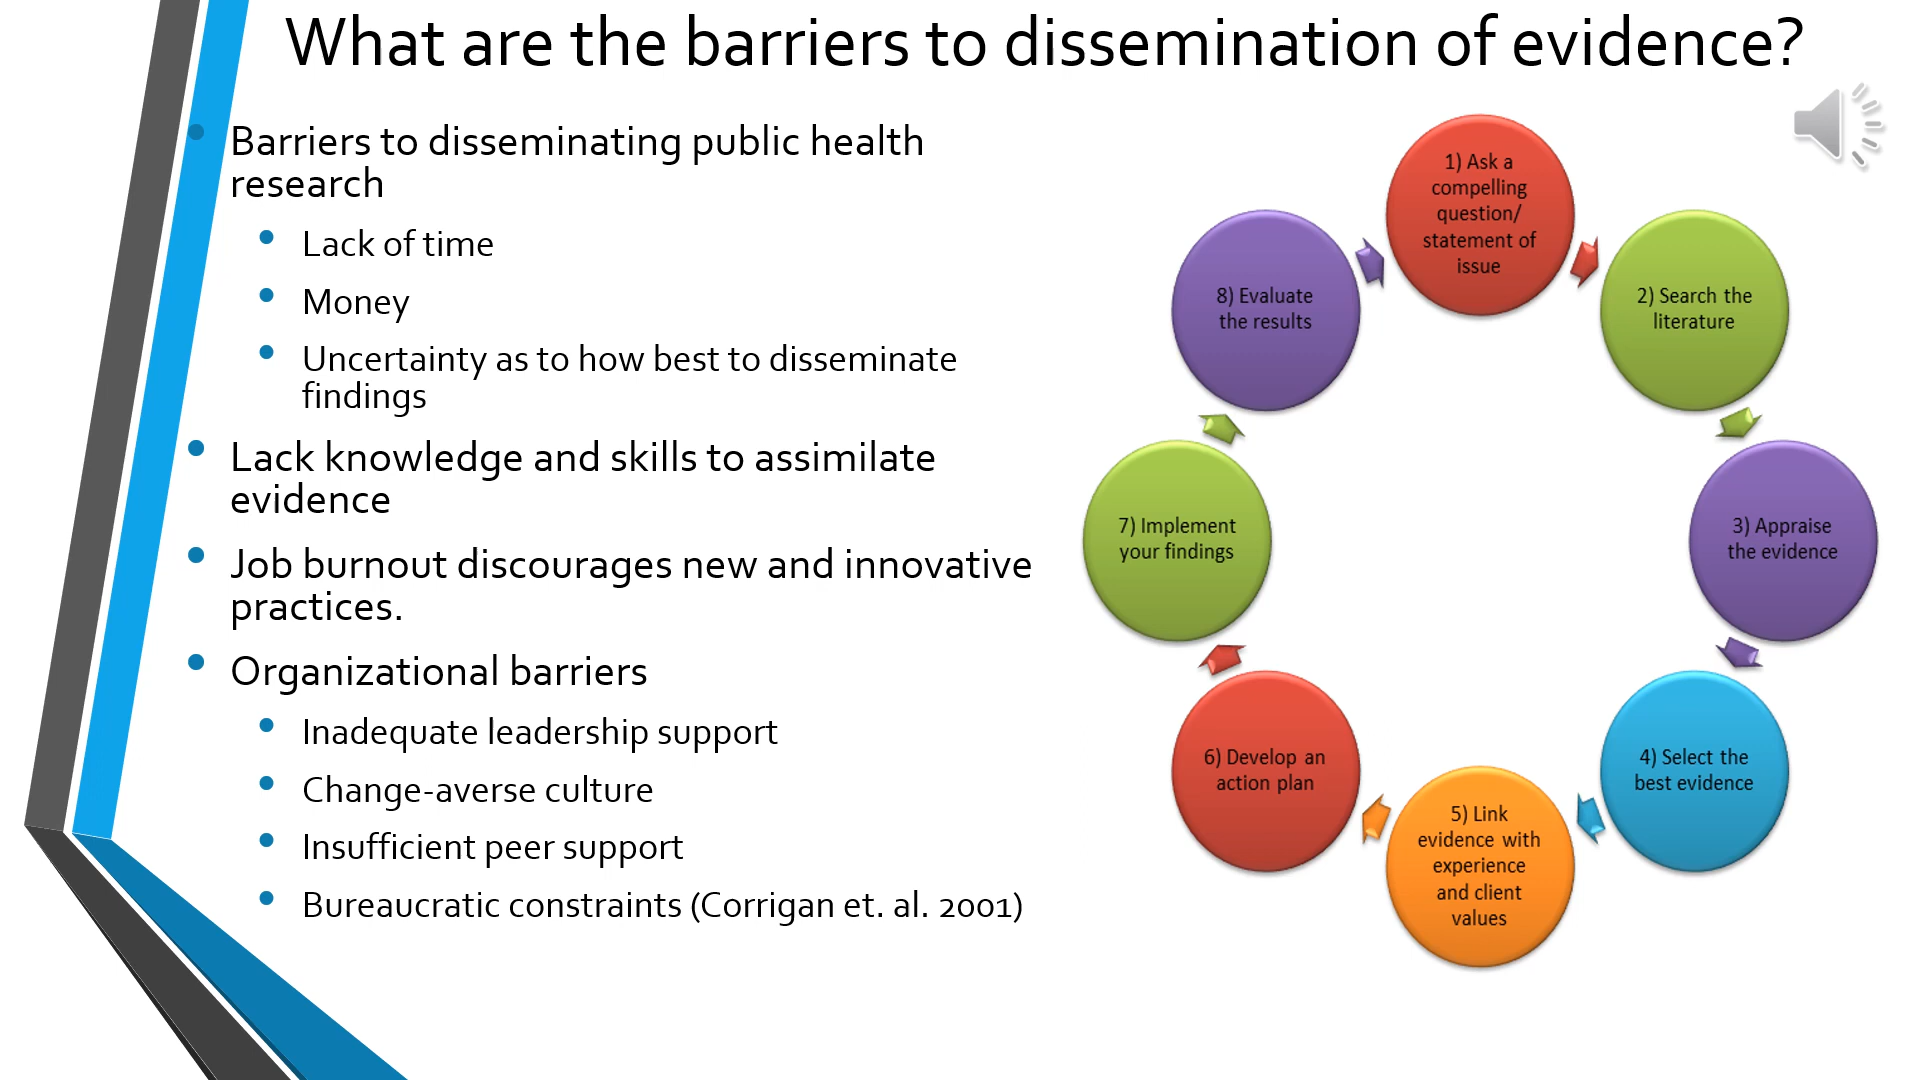 What are the barriers to dissemination of evidence?
Barriers to disseminating public health
research
Lack of time
Money
Uncertainty as to how best to disseminate
findings
Lack knowledge and skills to assimilate
evidence
Job burnout discourages new and innovative
practices.
Organizational barriers
Inadequate leadership support
Change-averse culture
Insufficient peer support
Bureaucratic constraints (Corrigan et. al. 2001)
1) Ask a
compelling
question/
statement of
issue
2) Search the
literature
3) Appraise
the evidence
4) Select the
best evidence
5) Link
evidence with
experience
and client
values
6) Develop an
action plan
7) Implement
your findings
8) Evaluate
the results